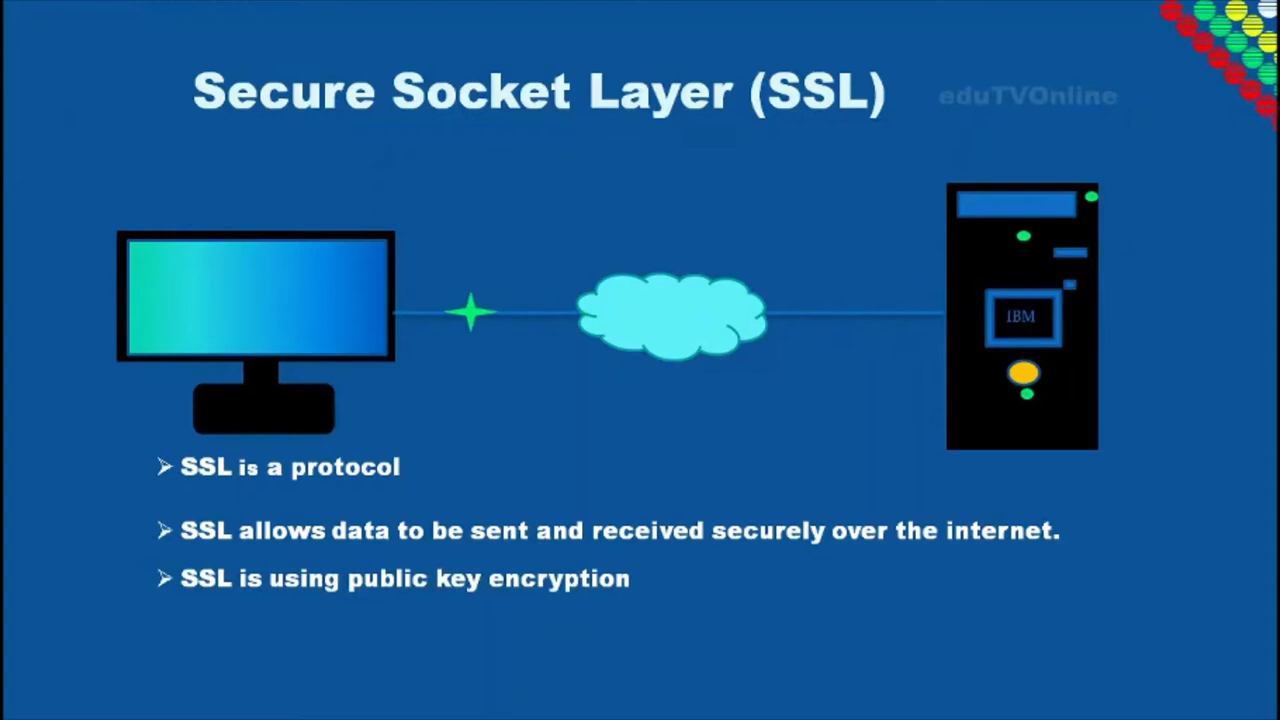 Secure Socket Layer (SSL)
eduTVOnline
IBM
➢ SSL is a protocol
➢ SSL allows data to be sent and received securely over the internet.
➢ SSL is using public key encryption